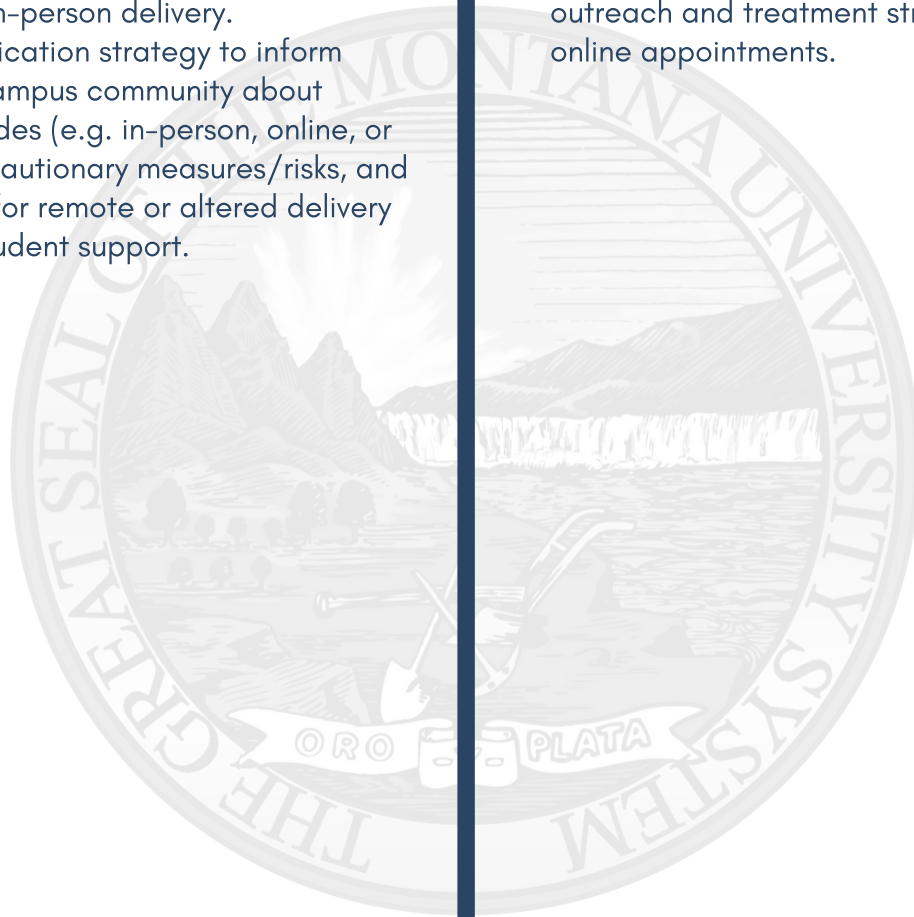 n-person delivery.
ication strategy to inform
ampus community about
des (e.g. in-person, online, or
autionary measures/risks, and
for remote or altered delivery
udent support.
outreach and treatment str
online appointments.
THE GREAT SEAL OF THE MONTANA UNIVERSITY SYSTEM
ORO PLATA